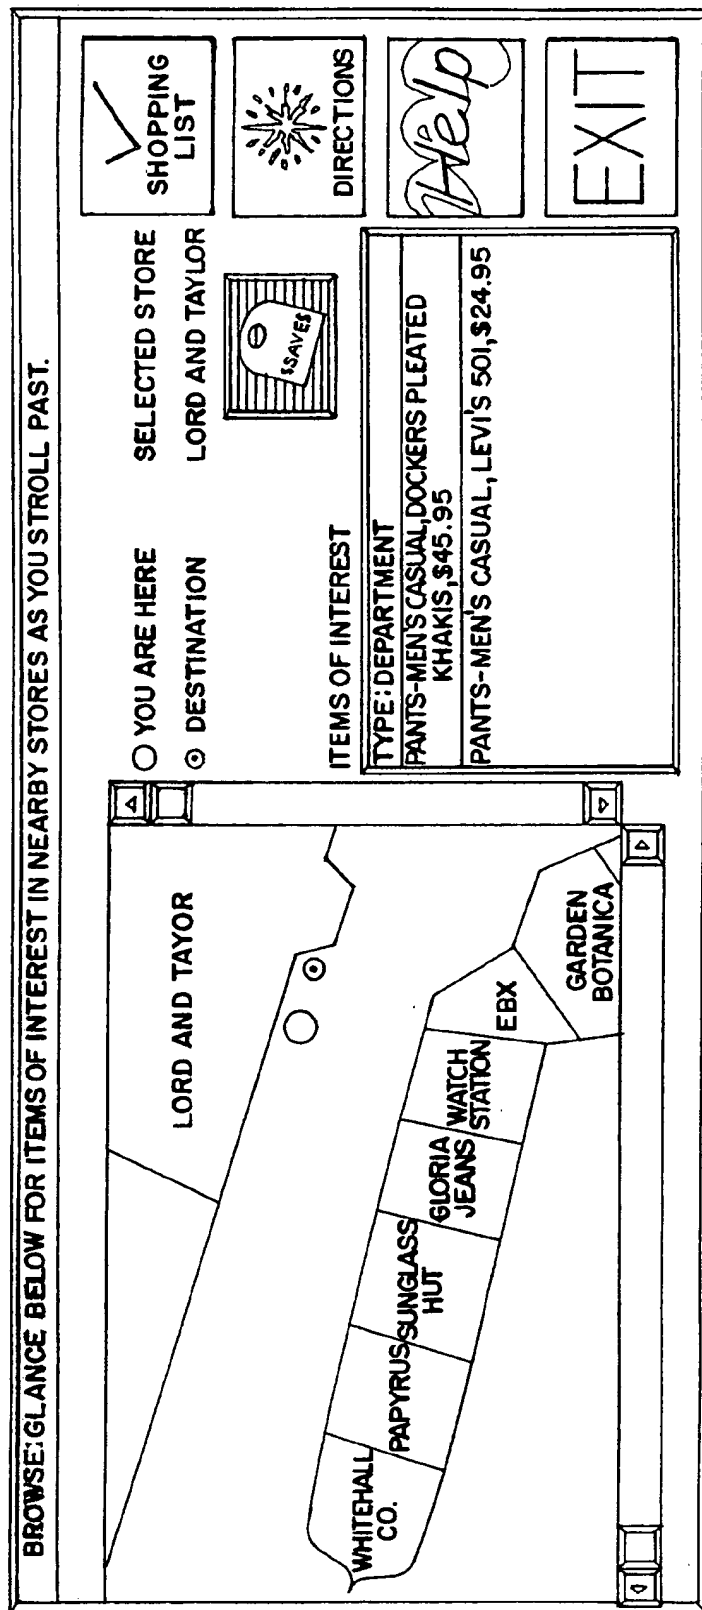 BROWSE: GLANCE BELOW FOR ITEMS OF INTEREST IN NEARBY STORES AS YOU STROLL PAST.
LORD AND TAYOR
WHITEHALL
CO.
PAPYRUS
SUNGLASS
HUT
GLORIA
JEANS
WATCH
STATION
EBX
GARDEN
BOTANICA
YOU ARE HERE
DESTINATION
SELECTED STORE
LORD AND TAYLOR
$SAVE$
ITEMS OF INTEREST
TYPE: DEPARTMENT
PANTS-MEN'S CASUAL, DOCKERS PLEATED
KHAKIS, $45.95
PANTS-MEN'S CASUAL, LEVI'S 501, $24.95
SHOPPING
LIST
DIRECTIONS
Help
EXIT